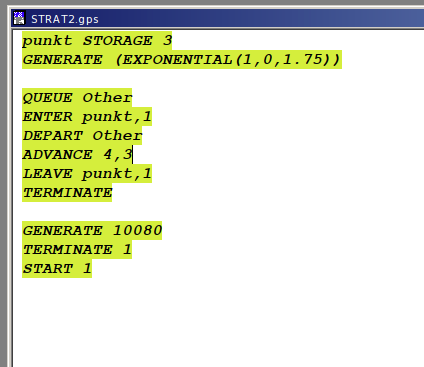 STRAT2.gps
punkt STORAGE 3
GENERATE (EXPONENTIAL(1,0,1.75))
QUEUE Other
ENTER punkt,1
DEPART Other
ADVANCE 4,3
LEAVE punkt,1
TERMINATE
GENERATE 10080
TERMINATE 1
START 1